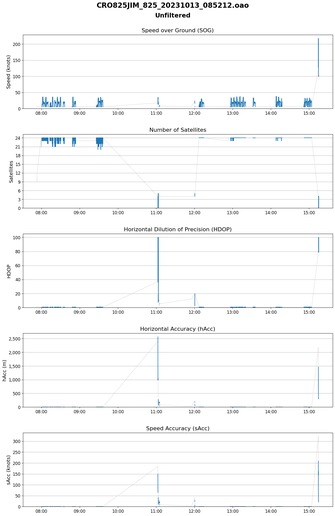 CRO825JIM_825_20231013_085212.oao
Unfiltered
Speed over Ground (SOG)
200
150
100
50
0
Speed (knots)
08:00 09:00 10:00 11:00 12:00 13:00 14:00 15:00
Number of Satellites
24
21
18
15
12
9
6
3
0
Satellites
08:00 09:00 10:00 11:00 12:00 13:00 14:00 15:00
Horizontal Dilution of Precision (HDOP)
100
80
60
40
20
0
HDOP
08:00 09:00 10:00 11:00 12:00 13:00 14:00 15:00
Horizontal Accuracy (hAcc)
2,500
2,000
1,500
1,000
500
0
hAcc (m)
08:00 09:00 10:00 11:00 12:00 13:00 14:00 15:00
Speed Accuracy (sAcc)
300
250
200
150
100
50
0
sAcc (knots)
08:00 09:00 10:00 11:00 12:00 13:00 14:00 15:00